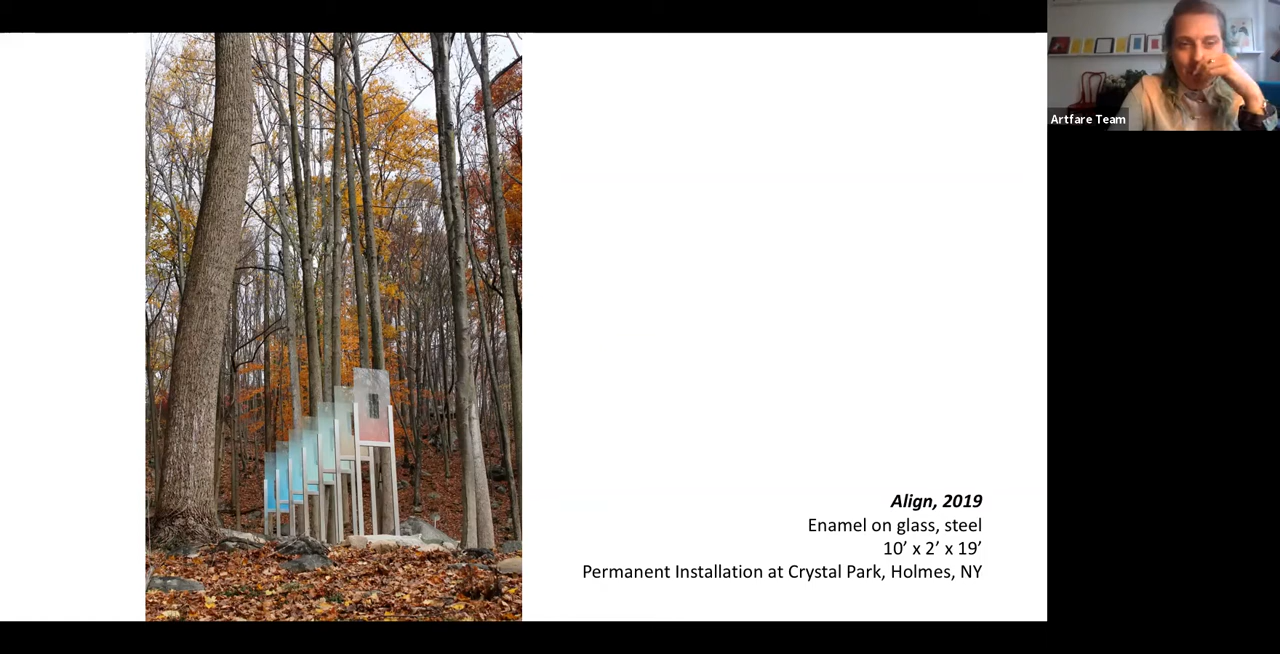 Artfare Team
Align, 2019
Enamel on glass, steel
10’ x 2’ x 19’
Permanent Installation at Crystal Park, Holmes, NY